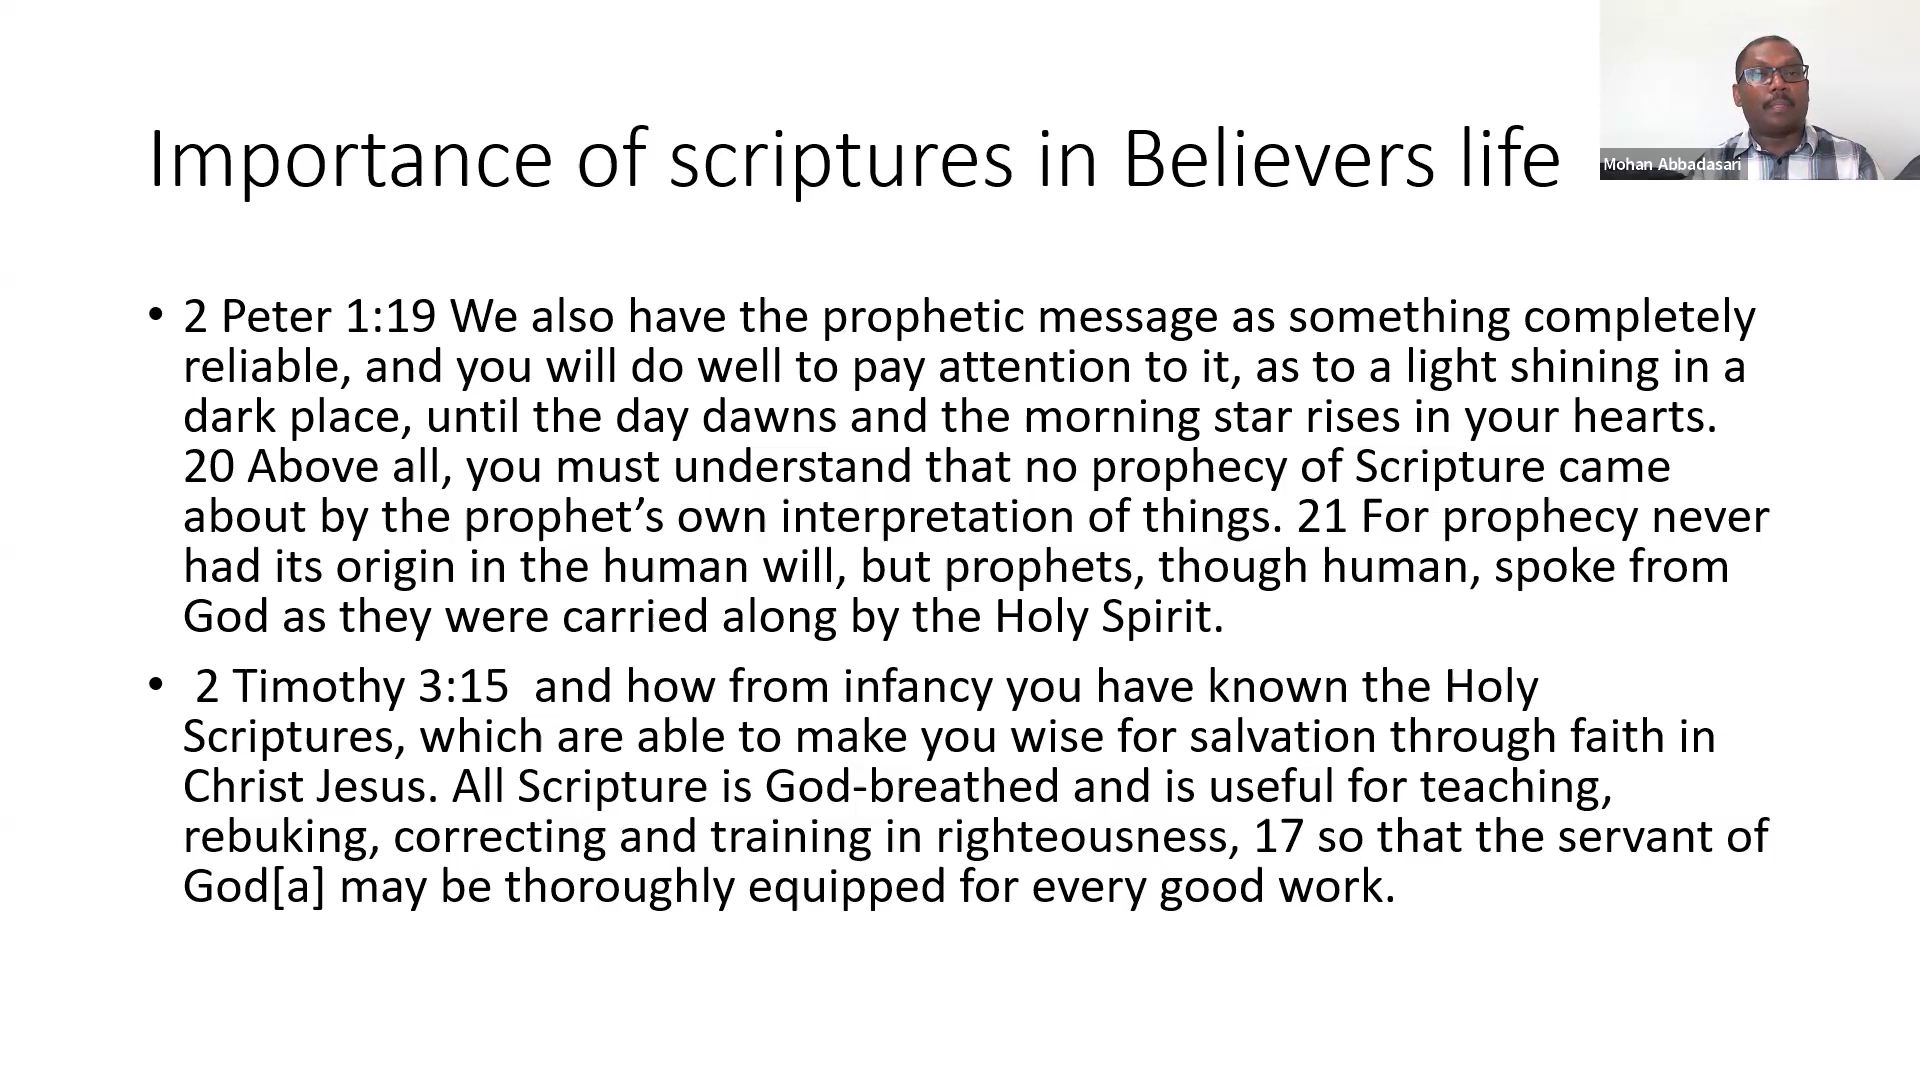 Importance of scriptures in Believers life
Mohan Abbadasari
• 2 Peter 1:19 We also have the prophetic message as something completely
reliable, and you will do well to pay attention to it, as to a light shining in a
dark place, until the day dawns and the morning star rises in your hearts.
20 Above all, you must understand that no prophecy of Scripture came
about by the prophet’s own interpretation of things. 21 For prophecy never
had its origin in the human will, but prophets, though human, spoke from
God as they were carried along by the Holy Spirit.
• 2 Timothy 3:15 and how from infancy you have known the Holy
Scriptures, which are able to make you wise for salvation through faith in
Christ Jesus. All Scripture is God-breathed and is useful for teaching,
rebuking, correcting and training in righteousness, 17 so that the servant of
God[a] may be thoroughly equipped for every good work.